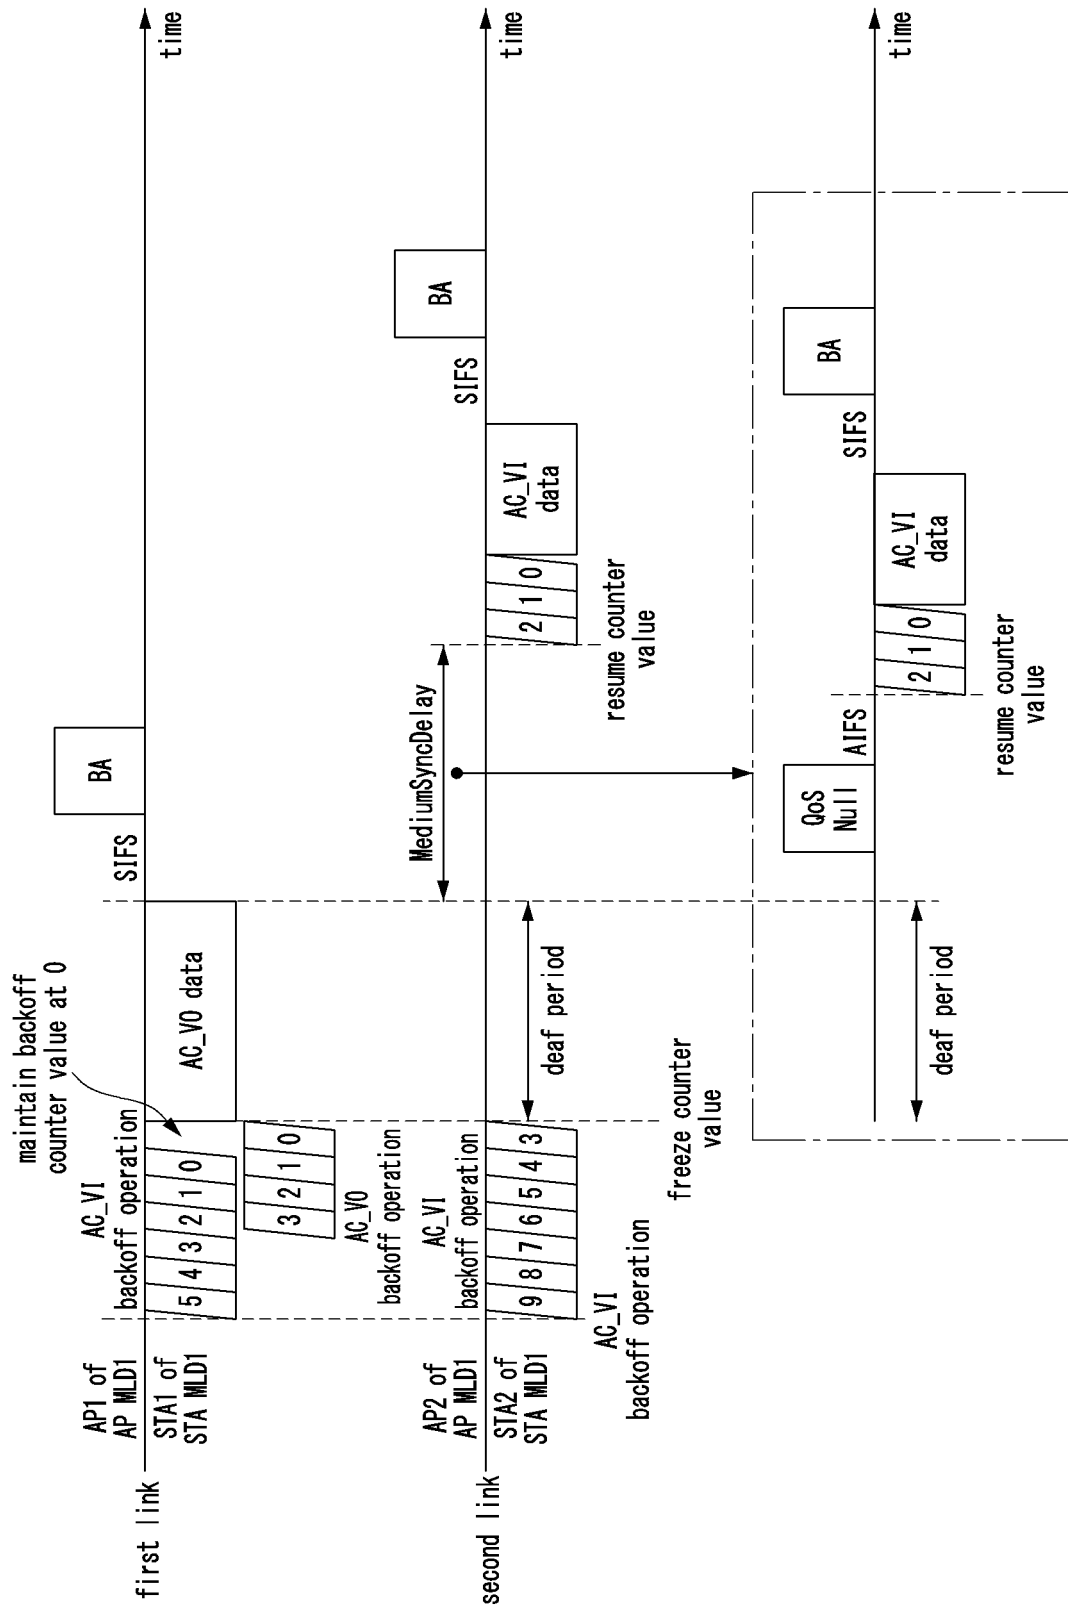 maintain backoff
counter value at 0
AP1 of
AP MLD1
STA1 of
STA MLD1
first link
AC_VI
backoff operation
5 4 3 2 1 0
3 2 1 0
AC_VO
backoff operation
AC_VO data
SIFS
BA
time
AP2 of
AP MLD1
STA2 of
STA MLD1
second link
AC_VI
backoff operation
9 8 7 6 5 4 3
AC_VI
backoff operation
freeze counter
value
deaf period
MediumSyncDelay
2 1 0
resume counter
value
AC_VI
data
SIFS
BA
time
deaf period
QoS
Null
AIFS
2 1 0
resume counter
value
AC_VI
data
SIFS
BA
time